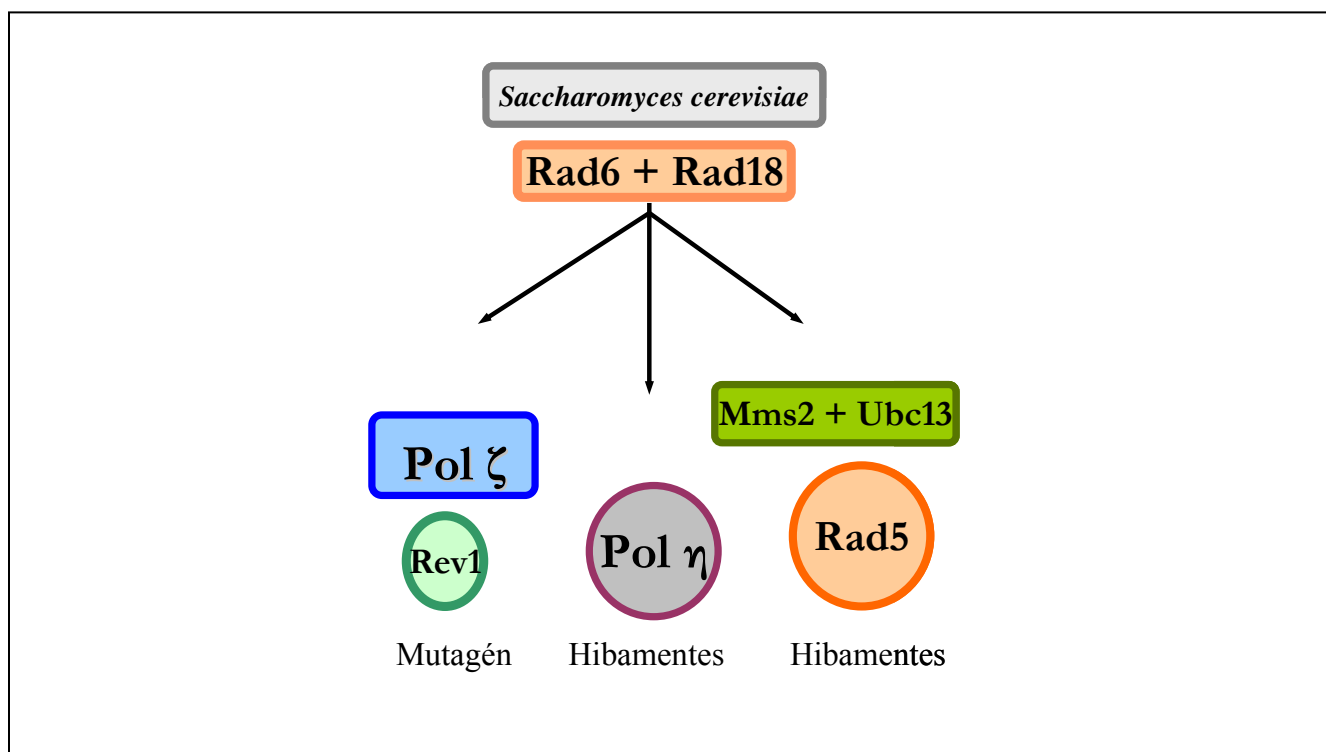 Saccharomyces cerevisiae
Rad6 + Rad18
Mms2 + Ubc13
Pol ζ
Rev1
Pol η
Rad5
Mutagén
Hibamentes
Hibamentes